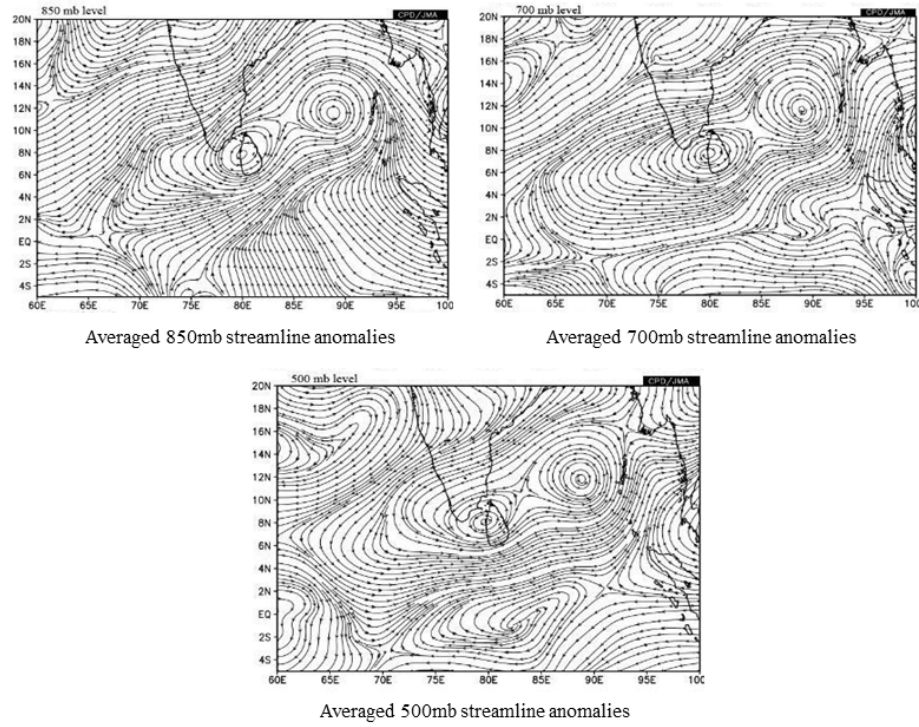 850 mb level
CPD/JMA
20N
18N
16N
14N
12N
10N
8N
6N
4N
2N
EQ
2S
4S
60E 65E 70E 75E 80E 85E 90E 95E 100
Averaged 850mb streamline anomalies
700 mb level
CPD/JMA
20N
18N
16N
14N
12N
10N
8N
6N
4N
2N
EQ
2S
4S
60E 65E 70E 75E 80E 85E 90E 95E 100
Averaged 700mb streamline anomalies
500 mb level
CPD/JMA
20N
18N
16N
14N
12N
10N
8N
6N
4N
2N
EQ
2S
4S
60E 65E 70E 75E 80E 85E 90E 95E 100
Averaged 500mb streamline anomalies